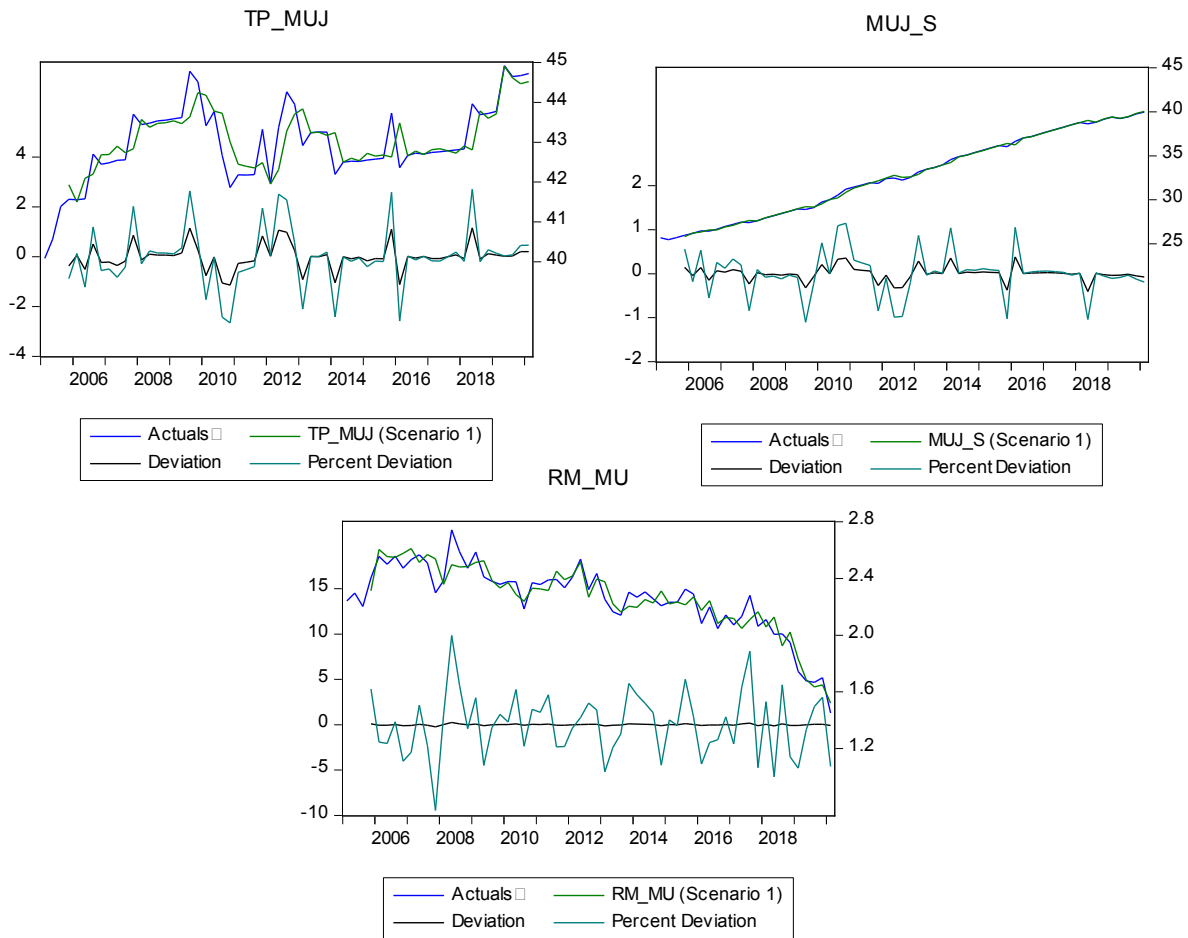 TP_MUJ
45
44
43
42
41
40
4
2
0
-2
-4
2006 2008 2010 2012 2014 2016 2018
Actuals□ TP_MUJ (Scenario 1)
Deviation Percent Deviation
MUJ_S
45
40
35
30
25
2
1
0
-1
-2
2006 2008 2010 2012 2014 2016 2018
Actuals□ MUJ_S (Scenario 1)
Deviation Percent Deviation
RM_MU
2.8
2.4
2.0
1.6
1.2
15
10
5
0
-5
-10
2006 2008 2010 2012 2014 2016 2018
Actuals□ RM_MU (Scenario 1)
Deviation Percent Deviation